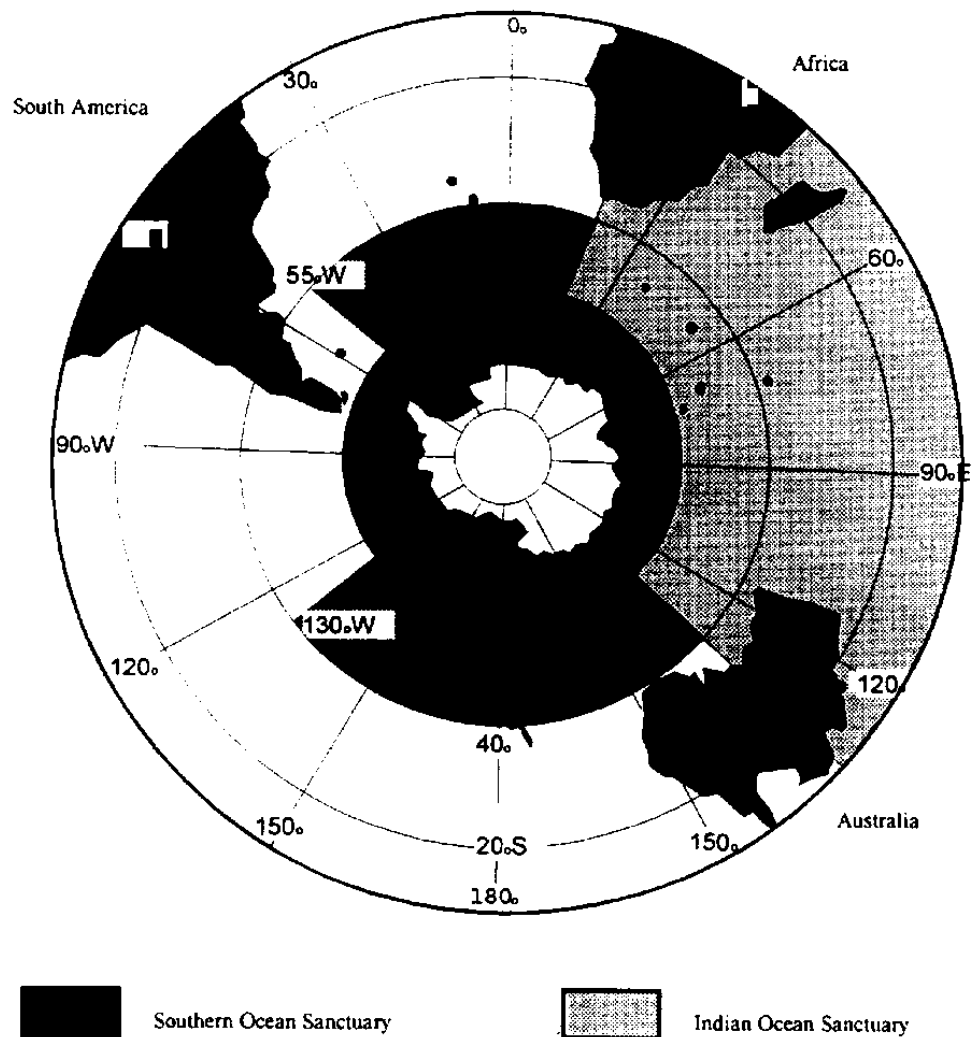 0°
Africa
30°
South America
60°
55°W
90°W
90°E
130°W
120°
120°
40°
Australia
150°
150°
20°S
180°
Southern Ocean Sanctuary
Indian Ocean Sanctuary